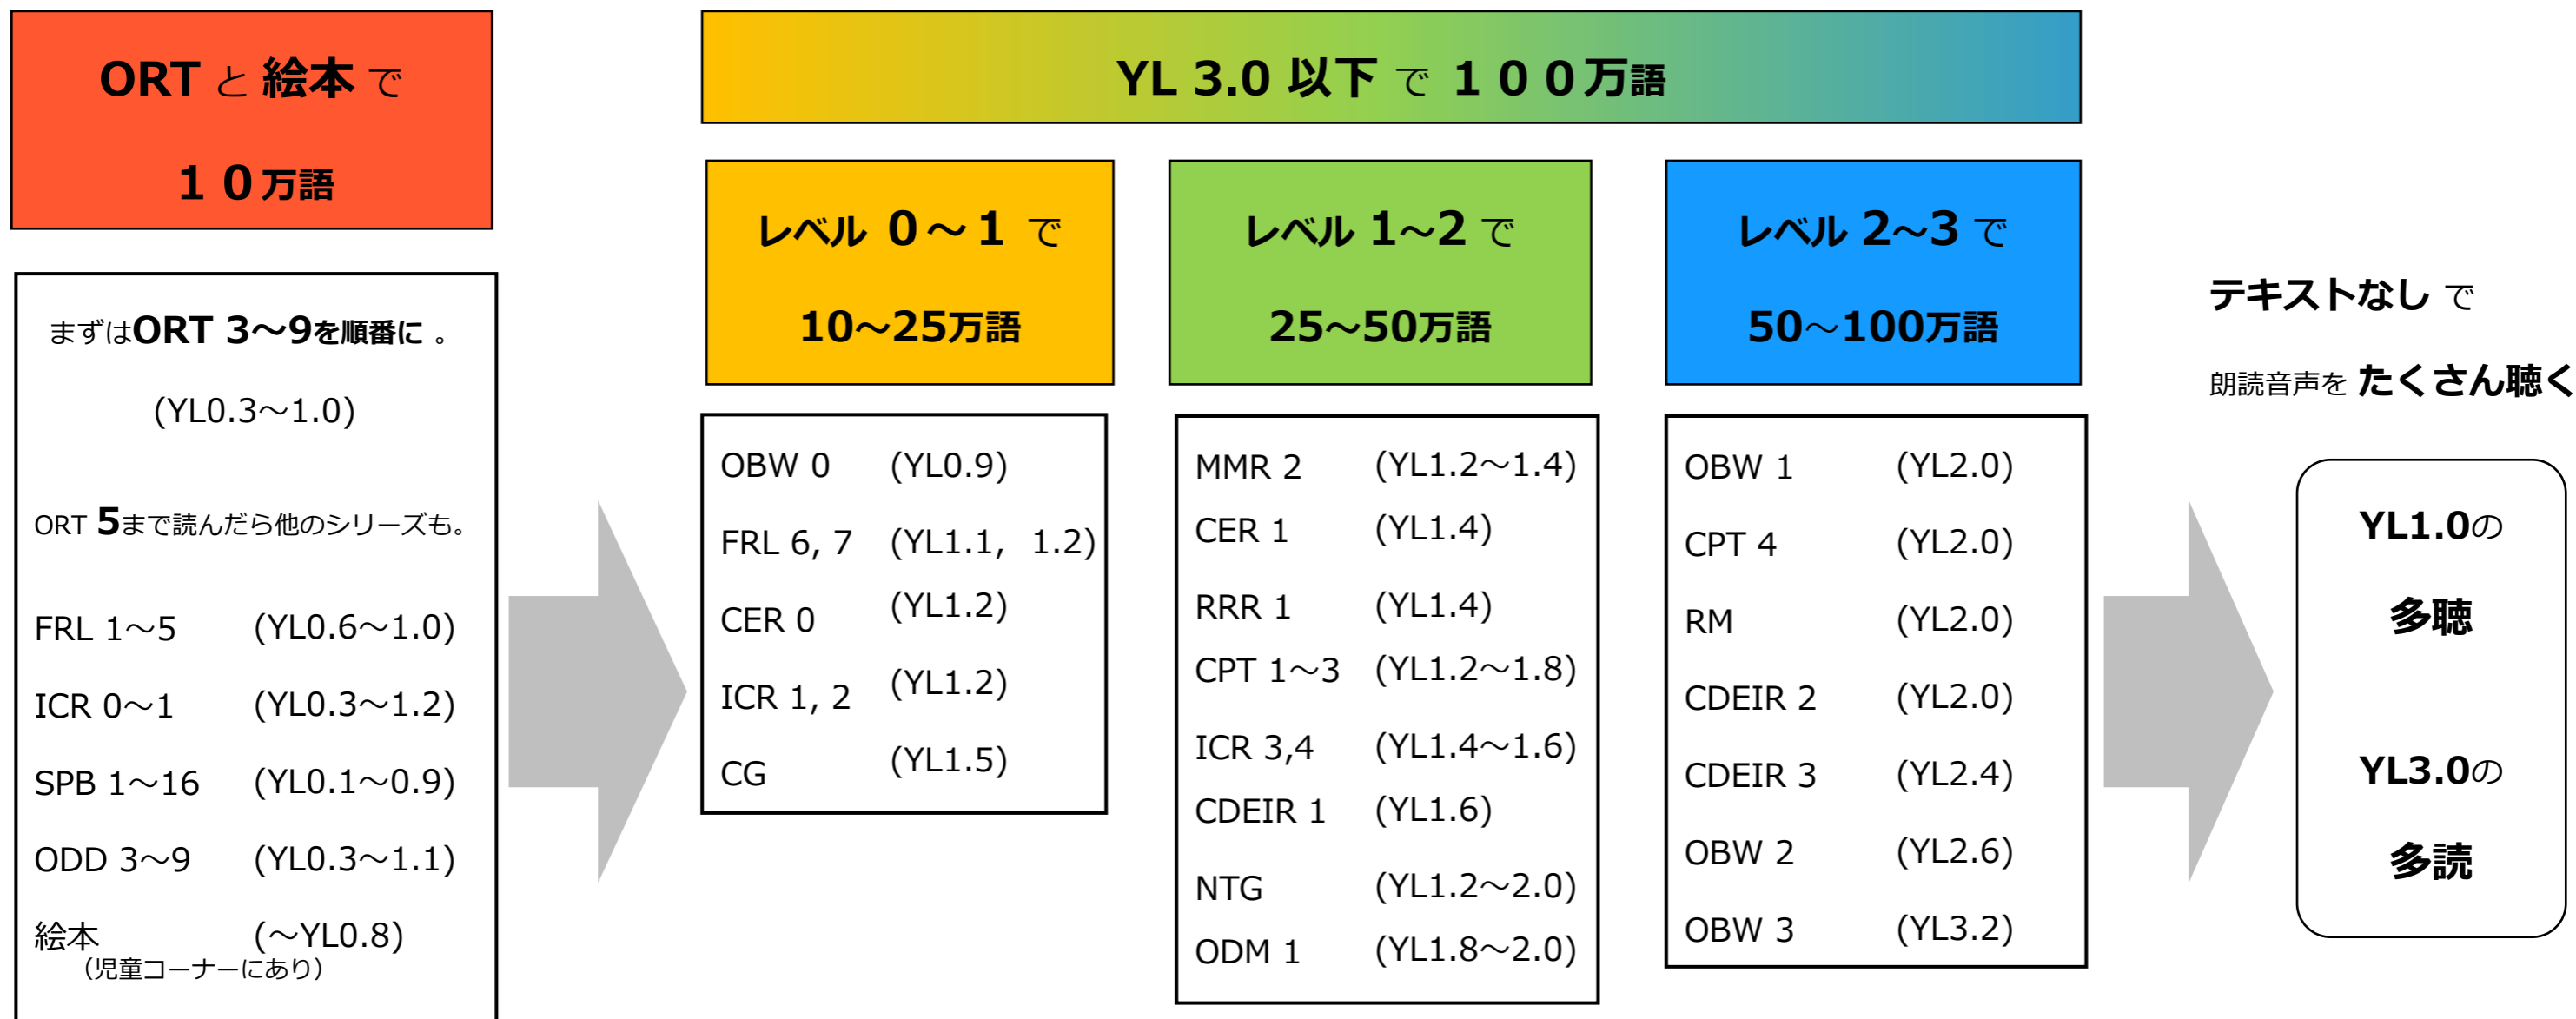 ORT と 絵本 で
１０万語
まずはORT 3～9を順番に 。
(YL0.3～1.0)
ORT 5まで読んだら他のシリーズも。
FRL 1～5 (YL0.6～1.0)
ICR 0～1 (YL0.3～1.2)
SPB 1～16 (YL0.1～0.9)
ODD 3～9 (YL0.3～1.1)
絵本 (～YL0.8)
（児童コーナーにあり）
YL 3.0 以下 で １００万語
レベル ０～１ で
10～25万語
OBW 0 (YL0.9)
FRL 6, 7 (YL1.1, 1.2)
CER 0 (YL1.2)
ICR 1, 2 (YL1.2)
CG (YL1.5)
レベル 1～2 で
25～50万語
MMR 2 (YL1.2～1.4)
CER 1 (YL1.4)
RRR 1 (YL1.4)
CPT 1～3 (YL1.2～1.8)
ICR 3,4 (YL1.4～1.6)
CDEIR 1 (YL1.6)
NTG (YL1.2～2.0)
ODM 1 (YL1.8～2.0)
レベル 2～3 で
50～100万語
OBW 1 (YL2.0)
CPT 4 (YL2.0)
RM (YL2.0)
CDEIR 2 (YL2.0)
CDEIR 3 (YL2.4)
OBW 2 (YL2.6)
OBW 3 (YL3.2)
テキストなし で
朗読音声を たくさん聴く
YL1.0の
多聴
YL3.0の
多読